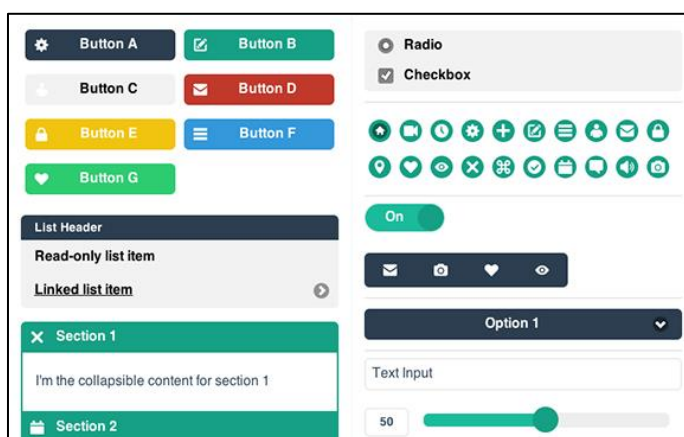 Button A
Button B
Button C
Button D
Button E
Button F
Button G
List Header
Read-only list item
Linked list item
Section 1
I'm the collapsible content for section 1
Section 2
Radio
Checkbox
On
Option 1
Text Input
50